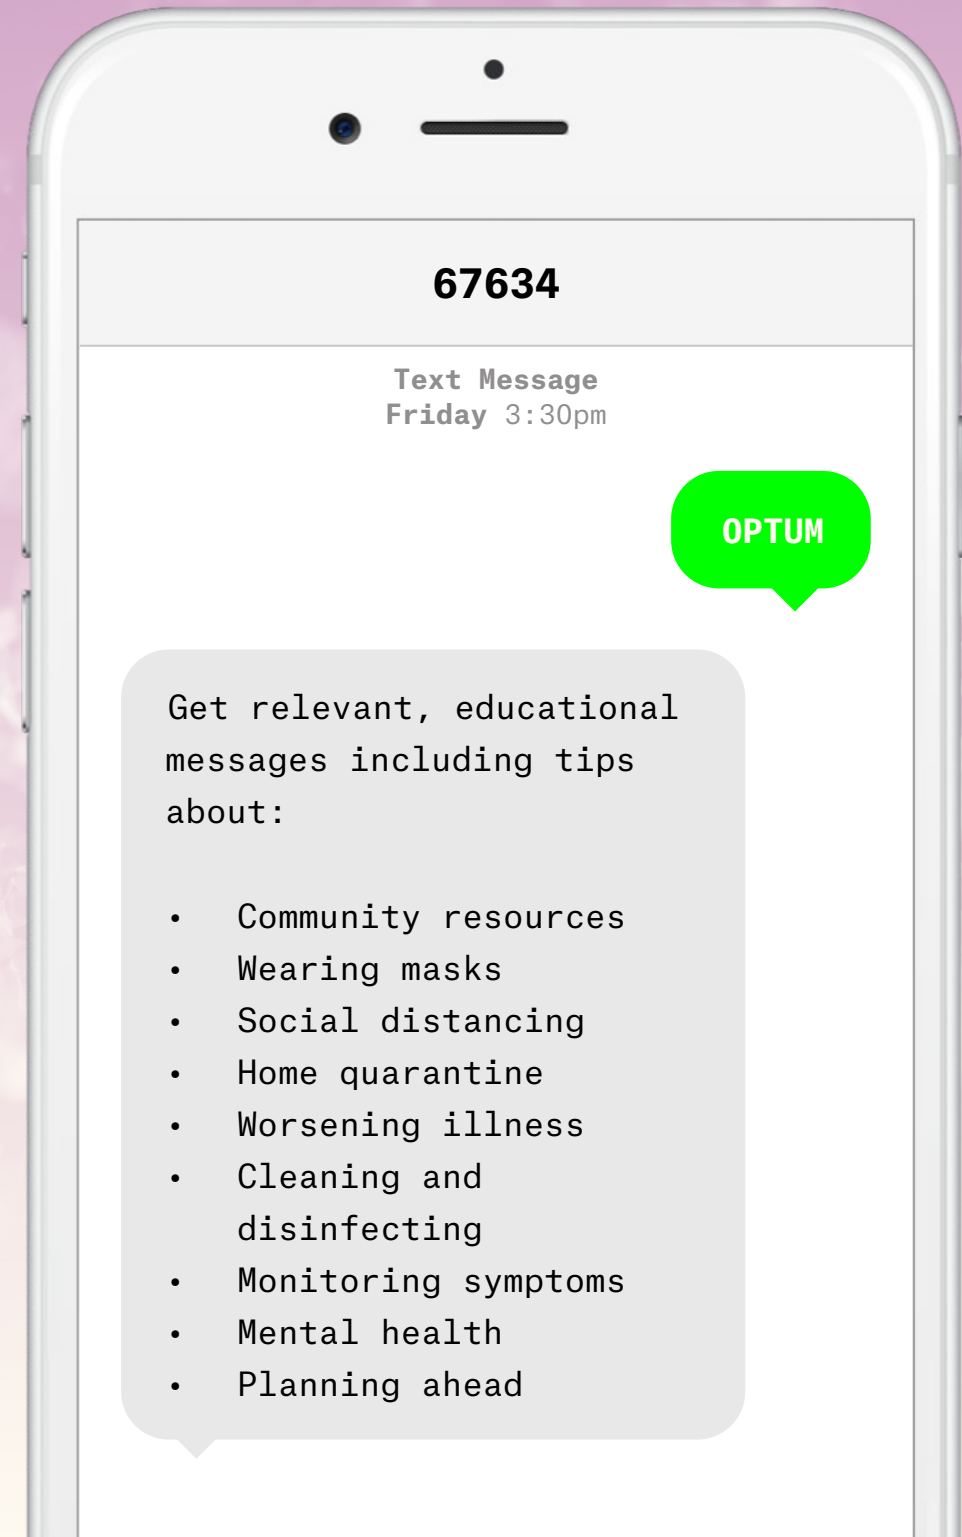 67634
Text Message
Friday 3:30pm
OPTUM
Get relevant, educational
messages including tips
about:
• Community resources
• Wearing masks
• Social distancing
• Home quarantine
• Worsening illness
• Cleaning and
disinfecting
• Monitoring symptoms
• Mental health
• Planning ahead